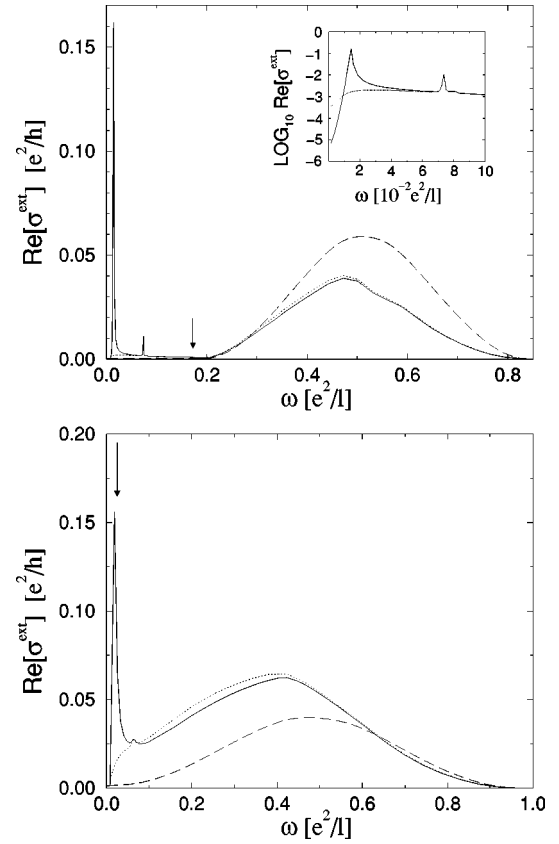 0.15
0.10
0.05
0.00
Re[σ^ext] [e²/h]
0.0 0.2 0.4 0.6 0.8
ω [e²/l]
0
−1
−2
−3
−4
−5
−6
LOG₁₀ Re[σ^ext]
2 4 6 8 10
ω [10⁻²e²/l]
0.20
0.15
0.10
0.05
0.00
Re[σ^ext] [e²/h]
0.0 0.2 0.4 0.6 0.8 1.0
ω [e²/l]